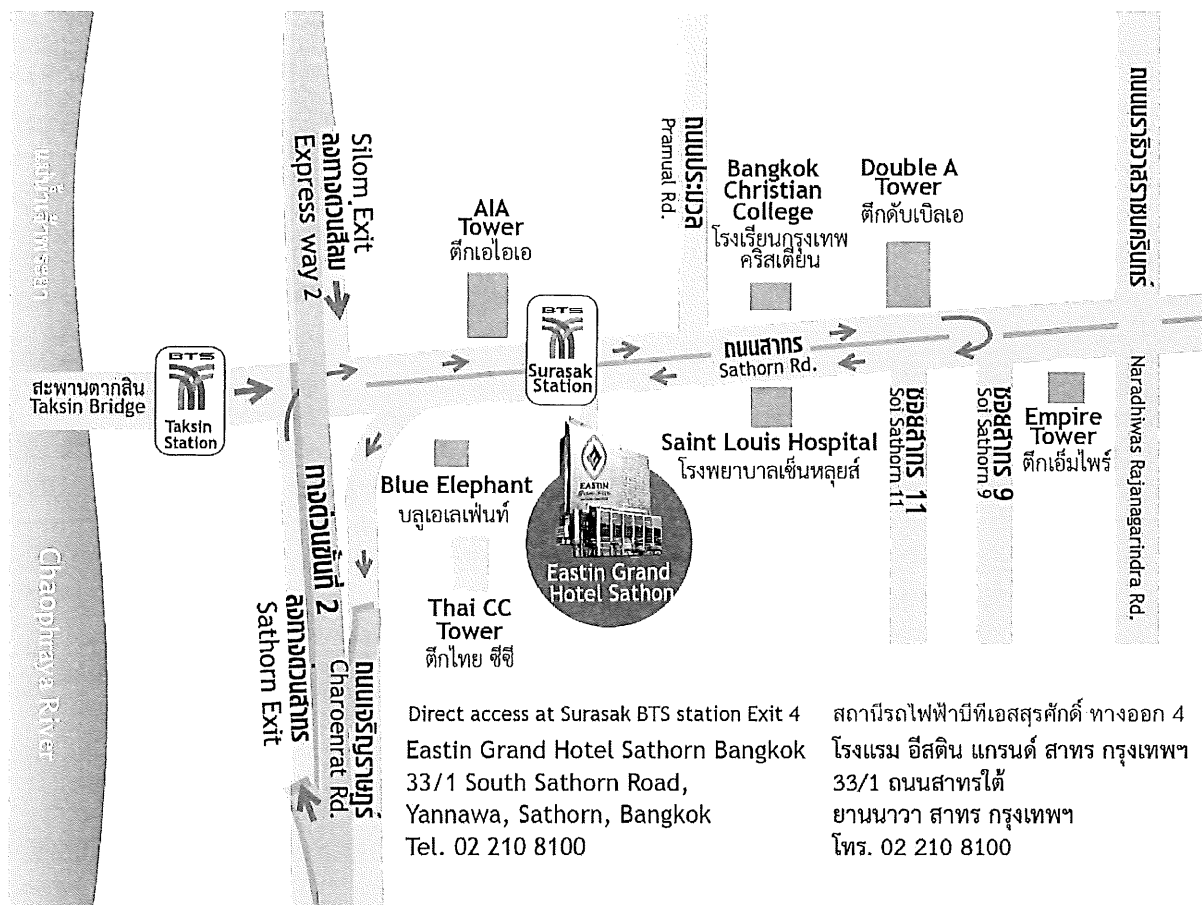 แม่น้ำเจ้าพระยา
Chaophraya River
Silom Exit
ลงทางด่วนสีลม
Express way 2
AIA
Tower
ตึกเอไอเอ
ถนนประมวล
Pramual Rd.
Bangkok
Christian
College
โรงเรียนกรุงเทพ
คริสเตียน
Double A
Tower
ตึกดับเบิลเอ
ถนนนราธิวาสราชนครินทร์
Naradhiwas Rajanagarindra Rd.
สะพานตากสิน
Taksin Bridge
BTS
Taksin
Station
BTS
Surasak
Station
ถนนสาทร
Sathorn Rd.
Blue Elephant
บลูเอเลเฟ่นท์
EASTIN
Eastin Grand
Hotel Sathon
Saint Louis Hospital
โรงพยาบาลเซ็นหลุยส์
ซอยสาทร 11
Soi Sathorn 11
ซอยสาทร 9
Soi Sathorn 9
Empire
Tower
ตึกเอ็มไพร์
ทางด่วนขั้นที่ 2
Thai CC
Tower
ตึกไทย ซีซี
ลงทางด่วนสาทร
Sathorn Exit
ถนนเจริญราษฎร์
Charoenrat Rd.
Direct access at Surasak BTS station Exit 4
Eastin Grand Hotel Sathorn Bangkok
33/1 South Sathorn Road,
Yannawa, Sathorn, Bangkok
Tel. 02 210 8100
สถานีรถไฟฟ้าบีทีเอสสุรศักดิ์ ทางออก 4
โรงแรม อีสติน แกรนด์ สาทร กรุงเทพฯ
33/1 ถนนสาทรใต้
ยานนาวา สาทร กรุงเทพฯ
โทร. 02 210 8100